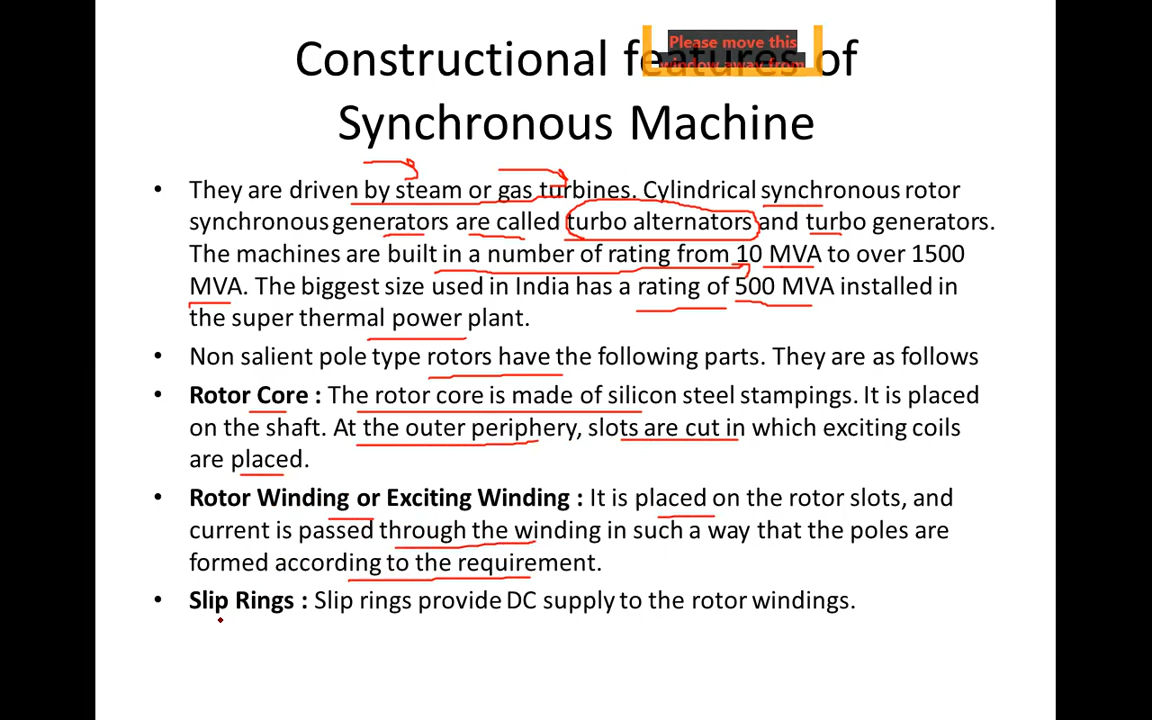 Constructional features of
Please move this
window away from
Synchronous Machine
• They are driven by steam or gas turbines. Cylindrical synchronous rotor
synchronous generators are called turbo alternators and turbo generators.
The machines are built in a number of rating from 10 MVA to over 1500
MVA. The biggest size used in India has a rating of 500 MVA installed in
the super thermal power plant.
• Non salient pole type rotors have the following parts. They are as follows
• Rotor Core : The rotor core is made of silicon steel stampings. It is placed
on the shaft. At the outer periphery, slots are cut in which exciting coils
are placed.
• Rotor Winding or Exciting Winding : It is placed on the rotor slots, and
current is passed through the winding in such a way that the poles are
formed according to the requirement.
• Slip Rings : Slip rings provide DC supply to the rotor windings.